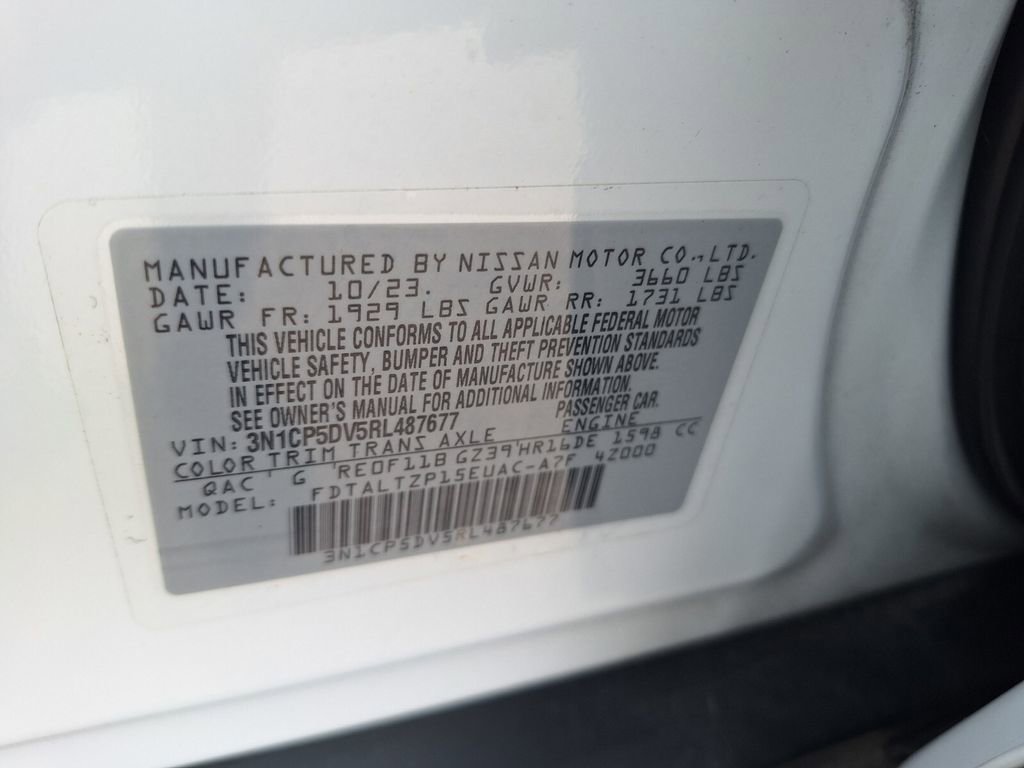 MANUFACTURED BY NISSAN MOTOR CO.,LTD.
DATE: 10/23. GVWR: 3660 LBS
GAWR FR: 1929 LBS GAWR RR: 1731 LBS
THIS VEHICLE CONFORMS TO ALL APPLICABLE FEDERAL MOTOR
VEHICLE SAFETY, BUMPER AND THEFT PREVENTION STANDARDS
IN EFFECT ON THE DATE OF MANUFACTURE SHOWN ABOVE.
SEE OWNER'S MANUAL FOR ADDITIONAL INFORMATION.
VIN: 3N1CP5DV5RL487677 PASSENGER CAR.
COLOR TRIM TRANS AXLE ENGINE
QAC G RE0F11B GZ39 HR16DE 1598 CC
MODEL: FDTALTZP15EUAC-A7F 4Z000
3N1CP5DV5RL487677